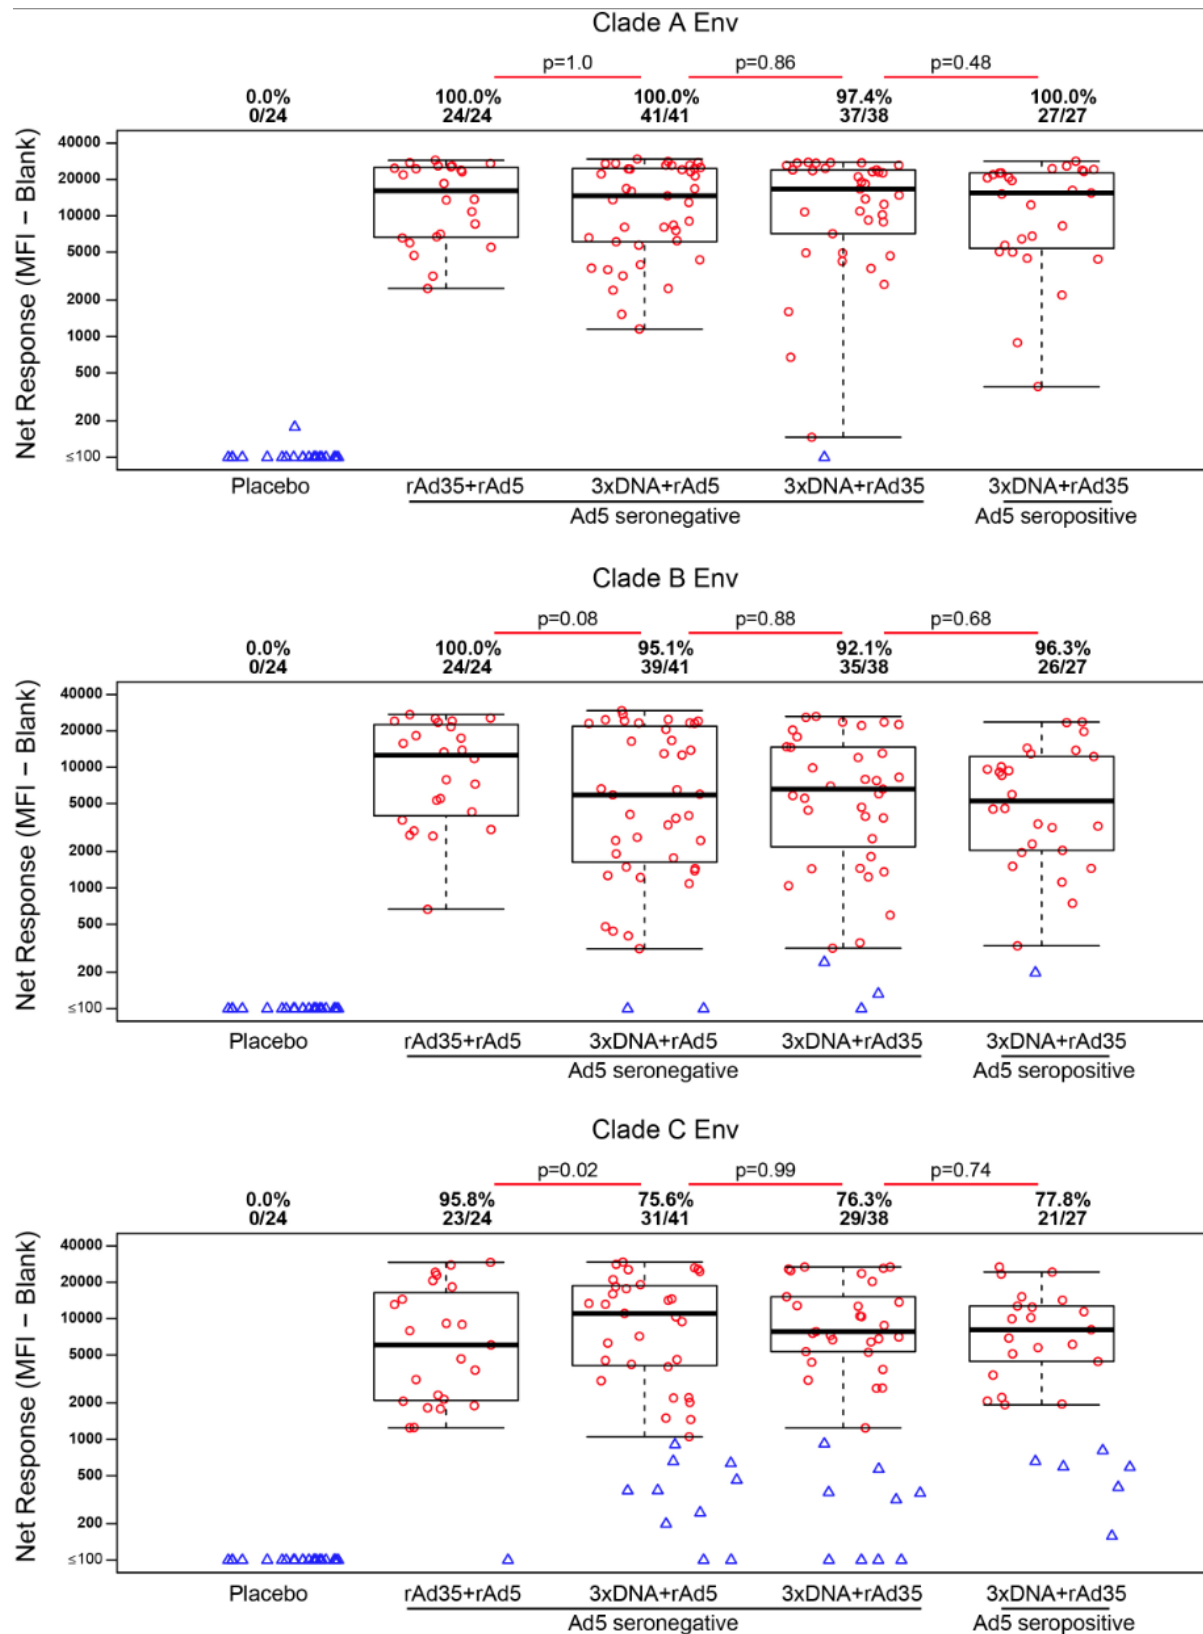 Clade A Env
p=1.0 p=0.86 p=0.48
0.0% 100.0% 100.0% 97.4% 100.0%
0/24 24/24 41/41 37/38 27/27
Net Response (MFI – Blank)
40000
20000
10000
5000
2000
1000
500
200
≤100
Placebo rAd35+rAd5 3xDNA+rAd5 3xDNA+rAd35 3xDNA+rAd35
Ad5 seronegative Ad5 seropositive
Clade B Env
p=0.08 p=0.88 p=0.68
0.0% 100.0% 95.1% 92.1% 96.3%
0/24 24/24 39/41 35/38 26/27
Net Response (MFI – Blank)
40000
20000
10000
5000
2000
1000
500
200
≤100
Placebo rAd35+rAd5 3xDNA+rAd5 3xDNA+rAd35 3xDNA+rAd35
Ad5 seronegative Ad5 seropositive
Clade C Env
p=0.02 p=0.99 p=0.74
0.0% 95.8% 75.6% 76.3% 77.8%
0/24 23/24 31/41 29/38 21/27
Net Response (MFI – Blank)
40000
20000
10000
5000
2000
1000
500
200
≤100
Placebo rAd35+rAd5 3xDNA+rAd5 3xDNA+rAd35 3xDNA+rAd35
Ad5 seronegative Ad5 seropositive